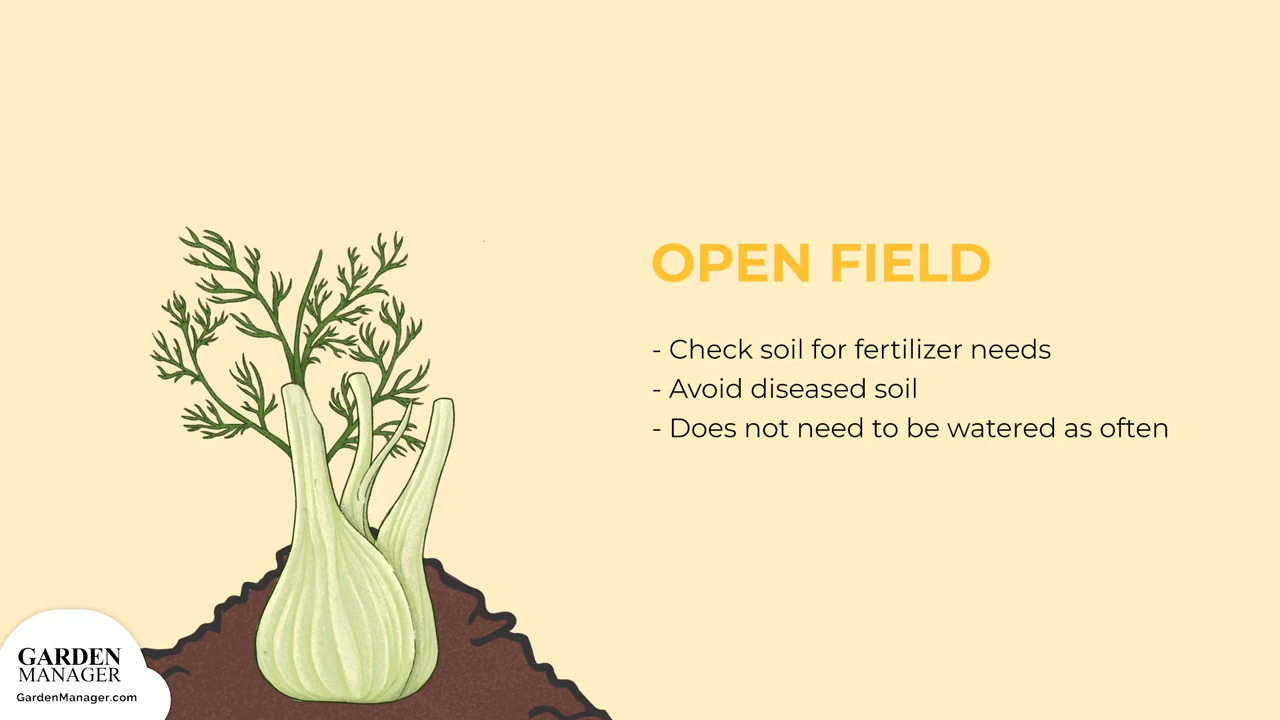 OPEN FIELD
- Check soil for fertilizer needs
- Avoid diseased soil
- Does not need to be watered as often
GARDEN
MANAGER
GardenManager.com